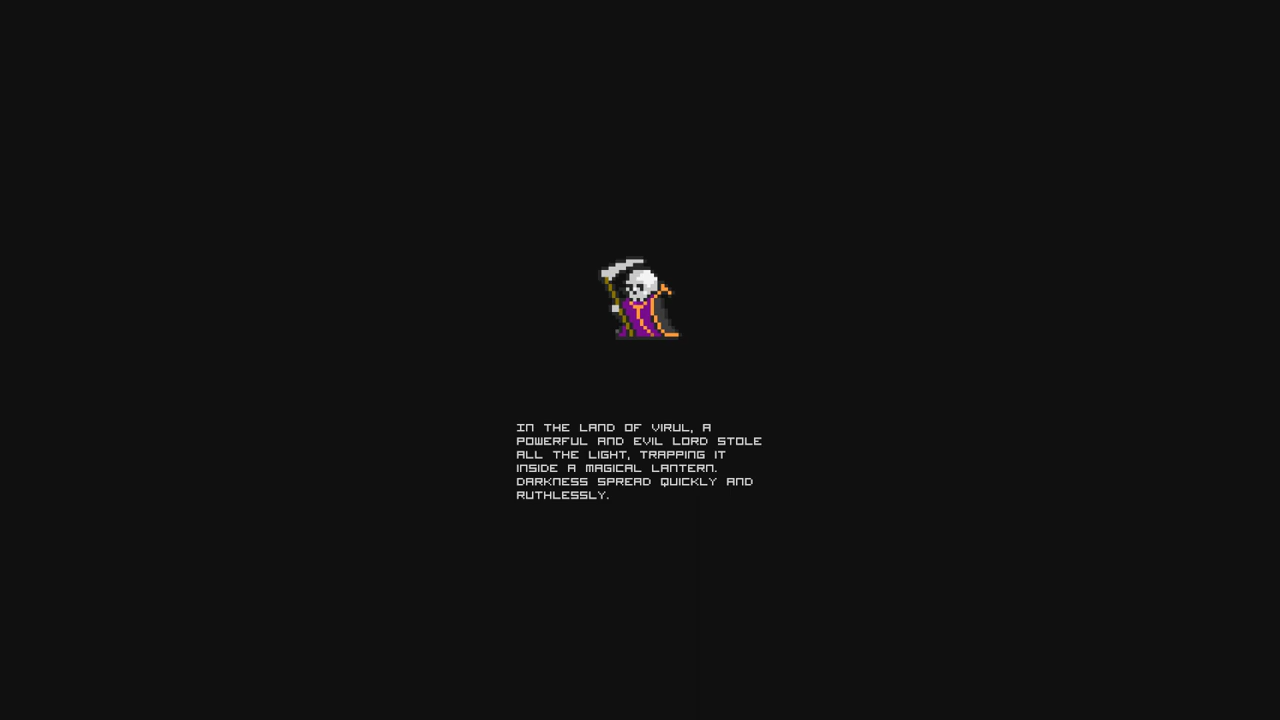 IN THE LAND OF VIRUL, A
POWERFUL AND EVIL LORD STOLE
ALL THE LIGHT, TRAPPING IT
INSIDE A MAGICAL LANTERN.
DARKNESS SPREAD QUICKLY AND
RUTHLESSLY.